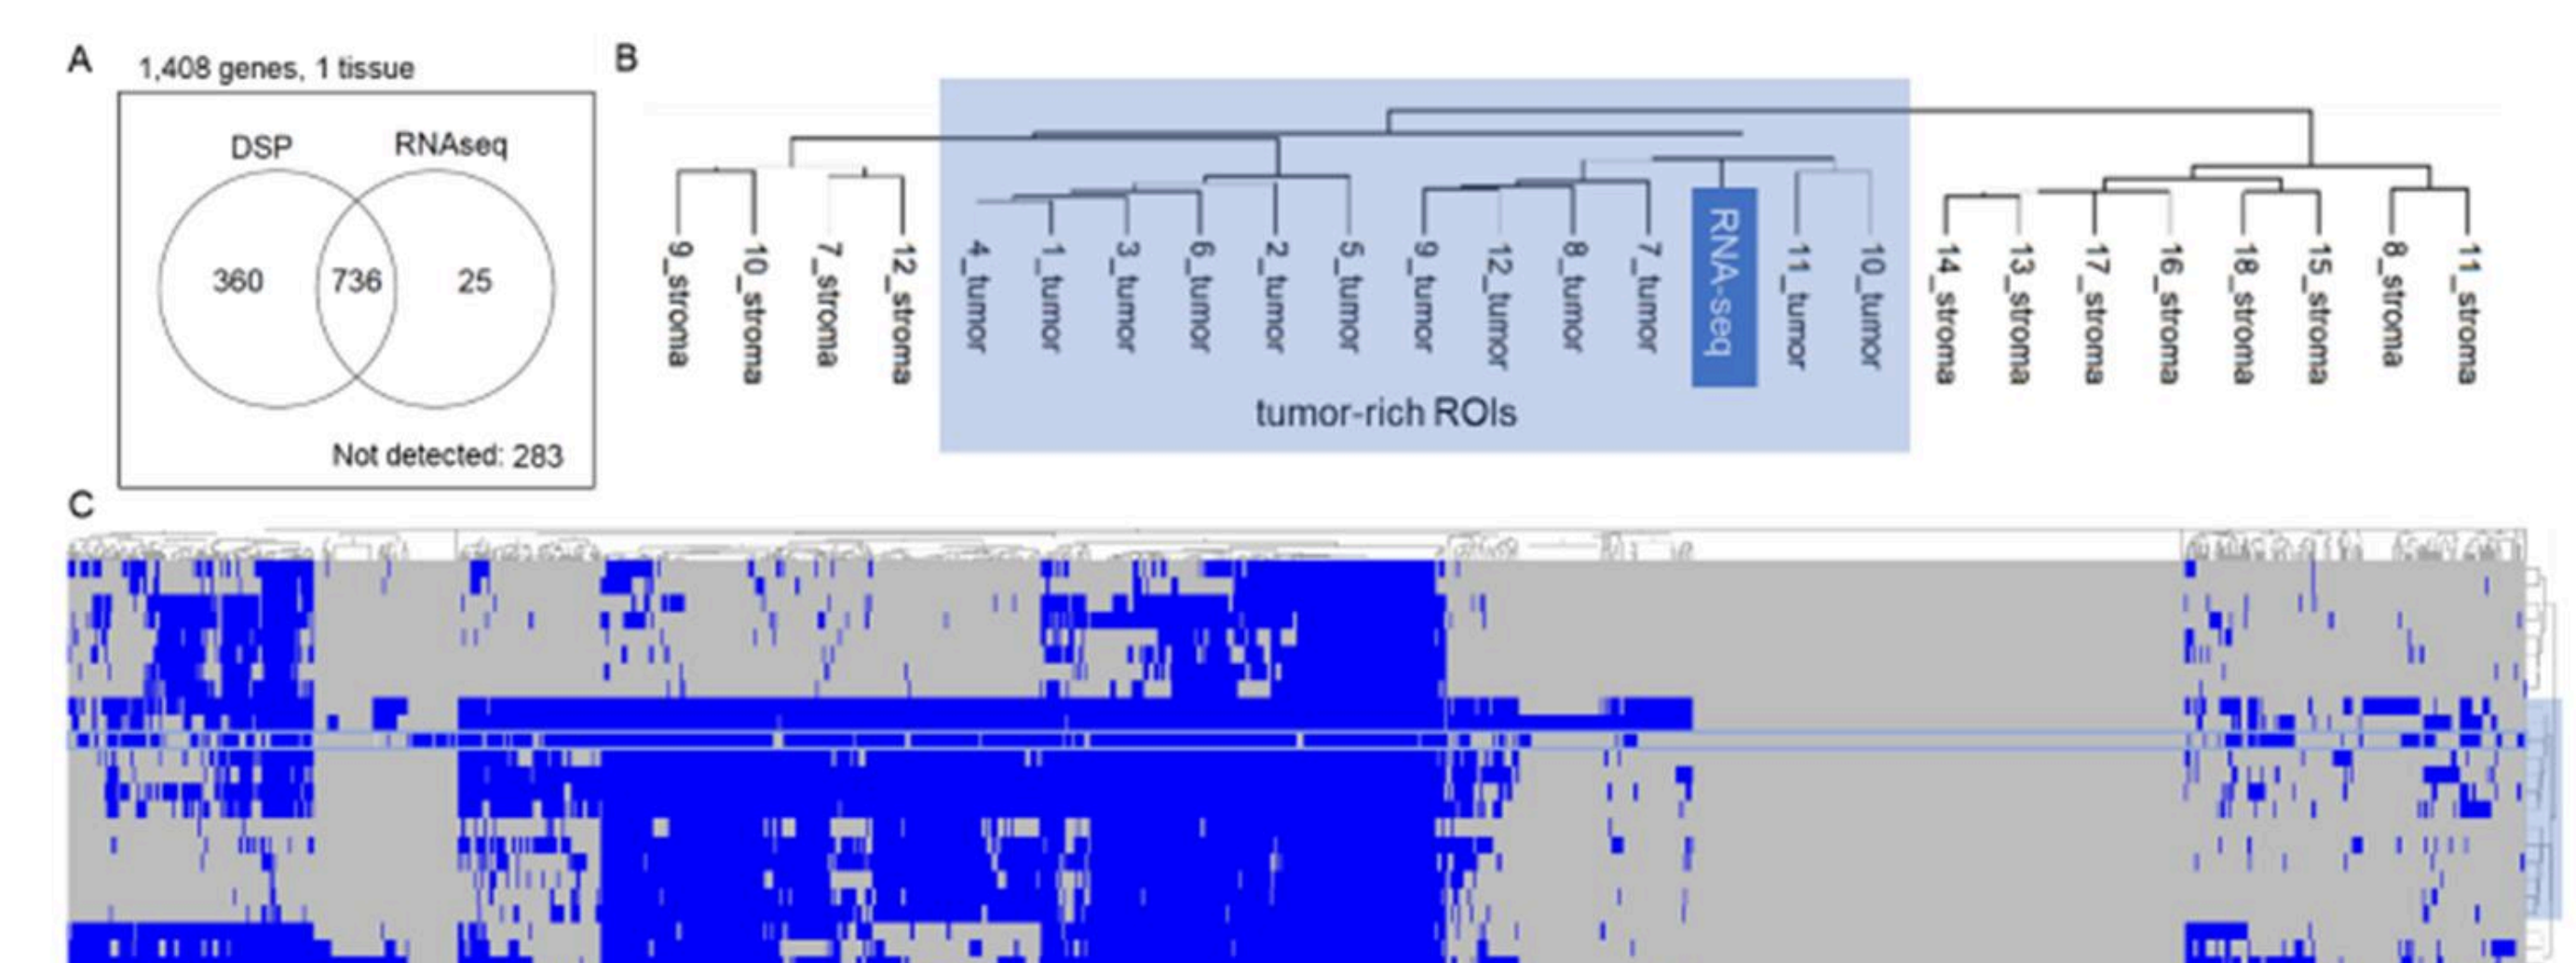 A
1,408 genes, 1 tissue
DSP
RNAseq
360
736
25
Not detected: 283
B
9_stroma
10_stroma
7_stroma
12_stroma
4_tumor
1_tumor
3_tumor
6_tumor
2_tumor
5_tumor
9_tumor
12_tumor
8_tumor
7_tumor
RNA-seq
11_tumor
10_tumor
14_stroma
13_stroma
17_stroma
16_stroma
18_stroma
15_stroma
8_stroma
11_stroma
tumor-rich ROIs
C